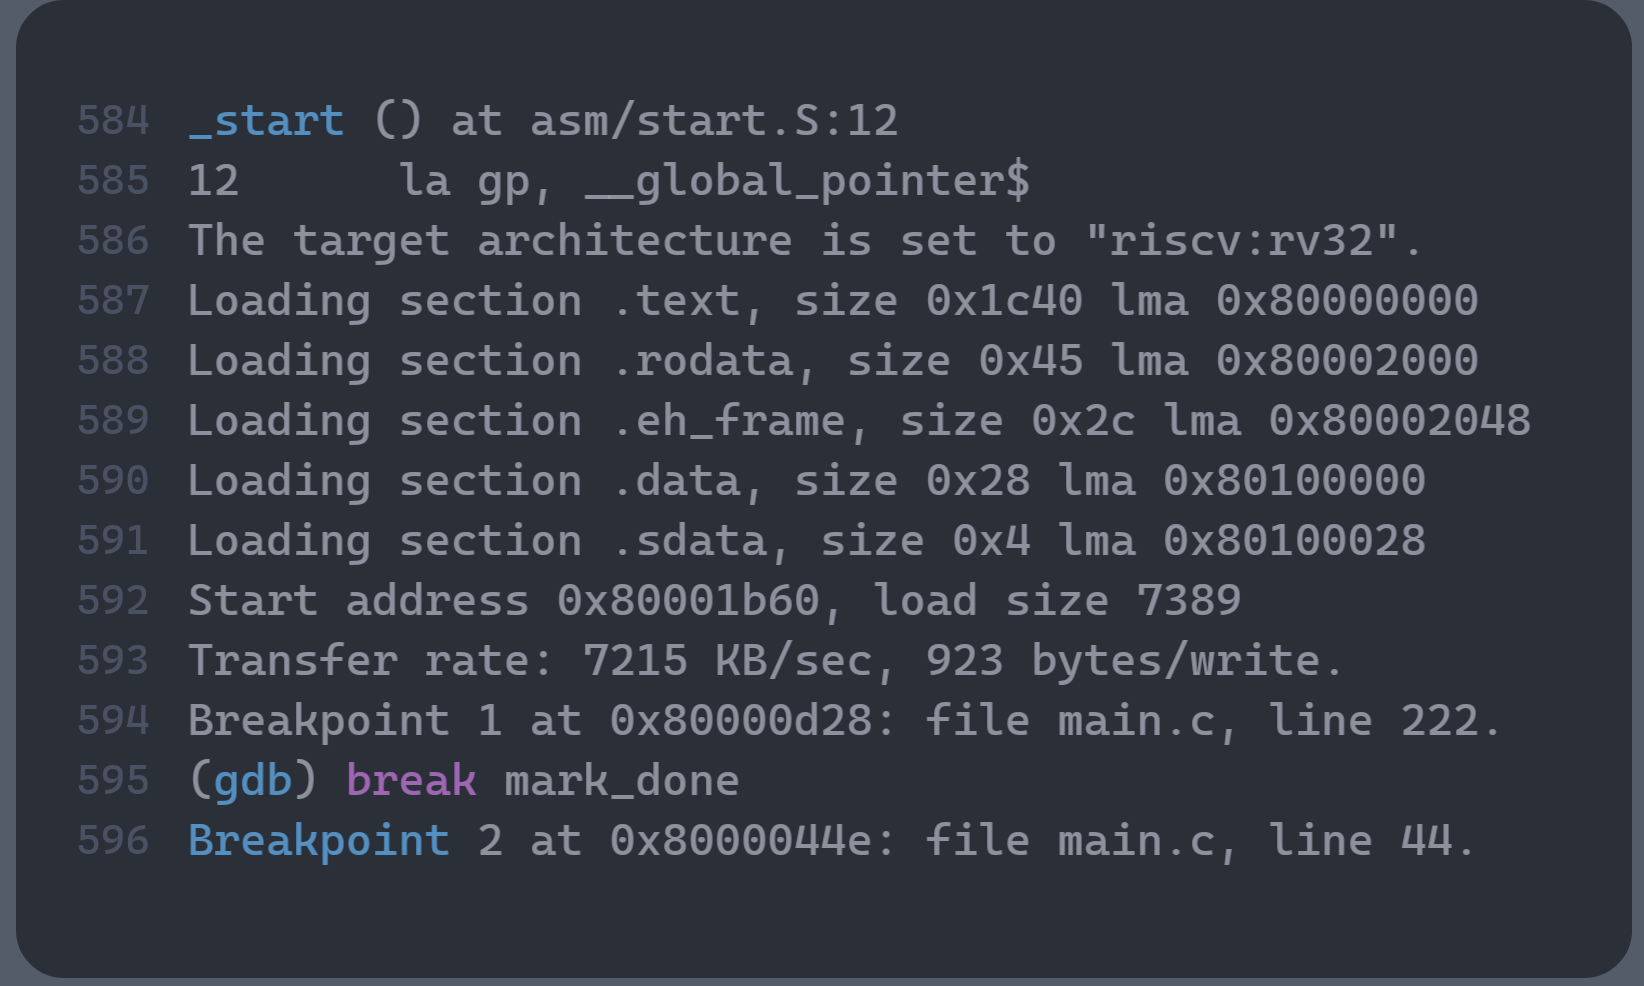 584 _start () at asm/start.S:12
585 12      la gp, __global_pointer$
586 The target architecture is set to "riscv:rv32".
587 Loading section .text, size 0x1c40 lma 0x80000000
588 Loading section .rodata, size 0x45 lma 0x80002000
589 Loading section .eh_frame, size 0x2c lma 0x80002048
590 Loading section .data, size 0x28 lma 0x80100000
591 Loading section .sdata, size 0x4 lma 0x80100028
592 Start address 0x80001b60, load size 7389
593 Transfer rate: 7215 KB/sec, 923 bytes/write.
594 Breakpoint 1 at 0x80000d28: file main.c, line 222.
595 (gdb) break mark_done
596 Breakpoint 2 at 0x8000044e: file main.c, line 44.